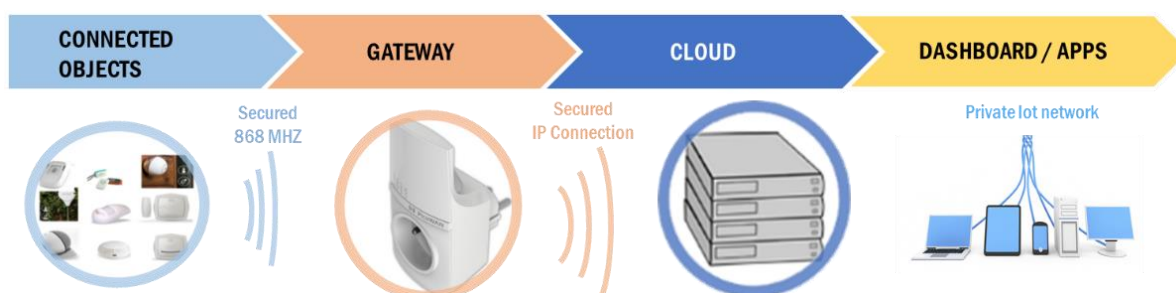 CONNECTED
OBJECTS
GATEWAY
CLOUD
DASHBOARD / APPS
Secured
868 MHZ
Secured
IP Connection
Private Iot network